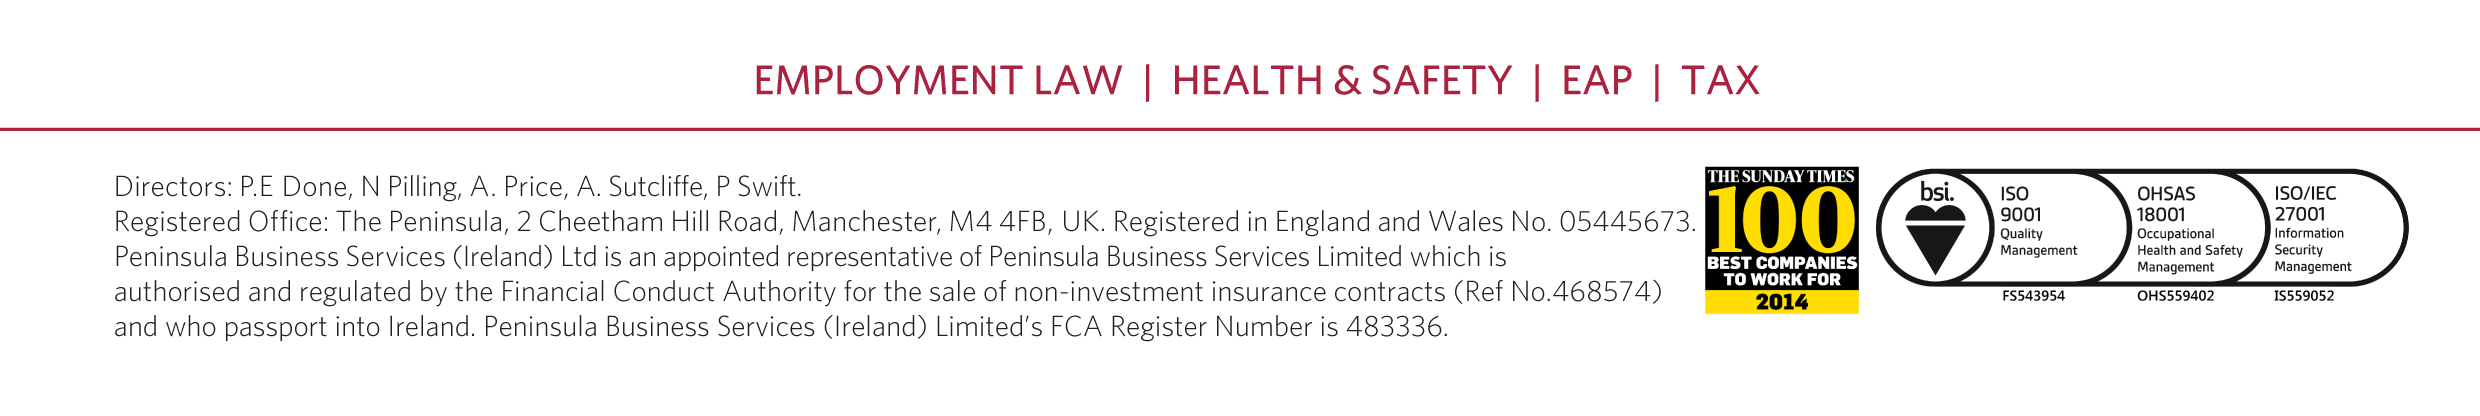 EMPLOYMENT LAW | HEALTH & SAFETY | EAP | TAX
Directors: P.E Done, N Pilling, A. Price, A. Sutcliffe, P Swift.
Registered Office: The Peninsula, 2 Cheetham Hill Road, Manchester, M4 4FB, UK. Registered in England and Wales No. 05445673.
Peninsula Business Services (Ireland) Ltd is an appointed representative of Peninsula Business Services Limited which is
authorised and regulated by the Financial Conduct Authority for the sale of non-investment insurance contracts (Ref No.468574)
and who passport into Ireland. Peninsula Business Services (Ireland) Limited’s FCA Register Number is 483336.
THE SUNDAY TIMES
100
BEST COMPANIES
TO WORK FOR
2014
bsi.
ISO
9001
Quality
Management
FS543954
OHSAS
18001
Occupational
Health and Safety
Management
OHS559402
ISO/IEC
27001
Information
Security
Management
IS559052